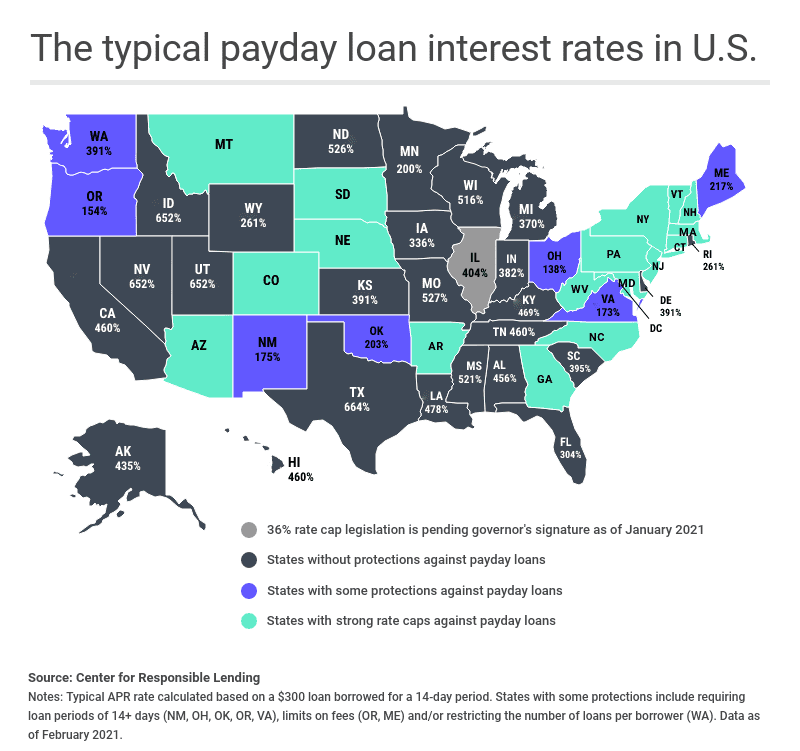 The typical payday loan interest rates in U.S.
WA
391%
MT
ND
526%
MN
200%
ME
217%
OR
154%
ID
652%
SD
WI
516%
VT
NH
WY
261%
MI
370%
NY
MA
IA
336%
NE
CT
RI
261%
PA
NV
652%
UT
652%
IL
404%
IN
382%
OH
138%
NJ
CO
KS
391%
MO
527%
MD
WV
VA
173%
DE
391%
CA
460%
KY
469%
DC
OK
203%
TN 460%
NC
AZ
NM
175%
AR
SC
395%
MS
521%
AL
456%
GA
TX
664%
LA
478%
FL
304%
AK
435%
HI
460%
36% rate cap legislation is pending governor's signature as of January 2021
States without protections against payday loans
States with some protections against payday loans
States with strong rate caps against payday loans
Source: Center for Responsible Lending
Notes: Typical APR rate calculated based on a $300 loan borrowed for a 14-day period. States with some protections include requiring
loan periods of 14+ days (NM, OH, OK, OR, VA), limits on fees (OR, ME) and/or restricting the number of loans per borrower (WA). Data as
of February 2021.